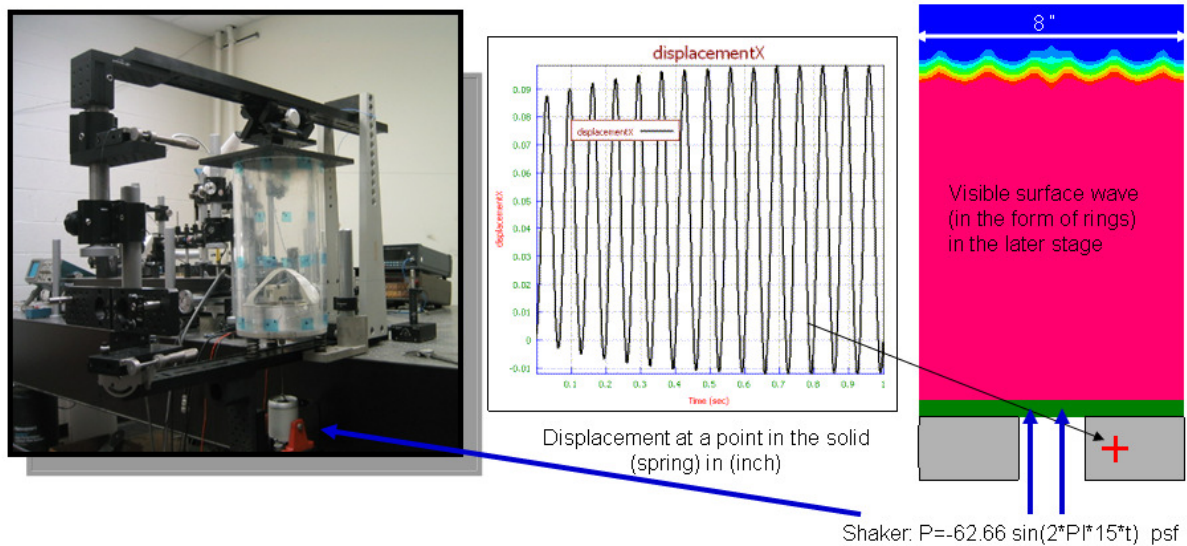 displacementX
displacementX
displacementX
0.09
0.08
0.07
0.06
0.05
0.04
0.03
0.02
0.01
0
-0.01
0.1 0.2 0.3 0.4 0.5 0.6 0.7 0.8 0.9 1
Time (sec)
Displacement at a point in the solid
(spring) in (inch)
8"
Visible surface wave
(in the form of rings)
in the later stage
Shaker: P=-62.66 sin(2*PI*15*t) psf